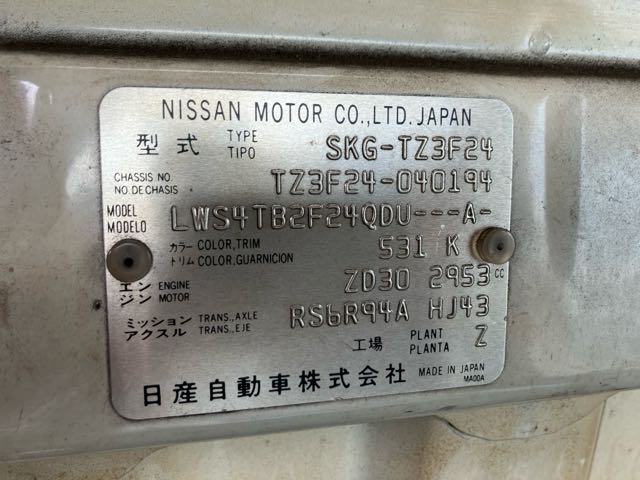 NISSAN MOTOR CO.,LTD. JAPAN
型式 TYPE TIPO SKG-TZ3F24
CHASSIS NO. NO. DE CHASIS TZ3F24-040194
MODEL MODELO LWS4TB2F24QDU---A-
カラー トリム COLOR, TRIM COLOR, GUARNICION 531 K
エンジン ENGINE MOTOR ZD30 2953 cc
ミッション アクスル TRANS., AXLE TRANS., EJE RS6R94A HJ43
工場 PLANT PLANTA Z
日産自動車株式会社 MADE IN JAPAN
MA00A